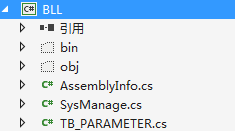 C# BLL
引用
bin
obj
C# AssemblyInfo.cs
C# SysManage.cs
C# TB_PARAMETER.cs